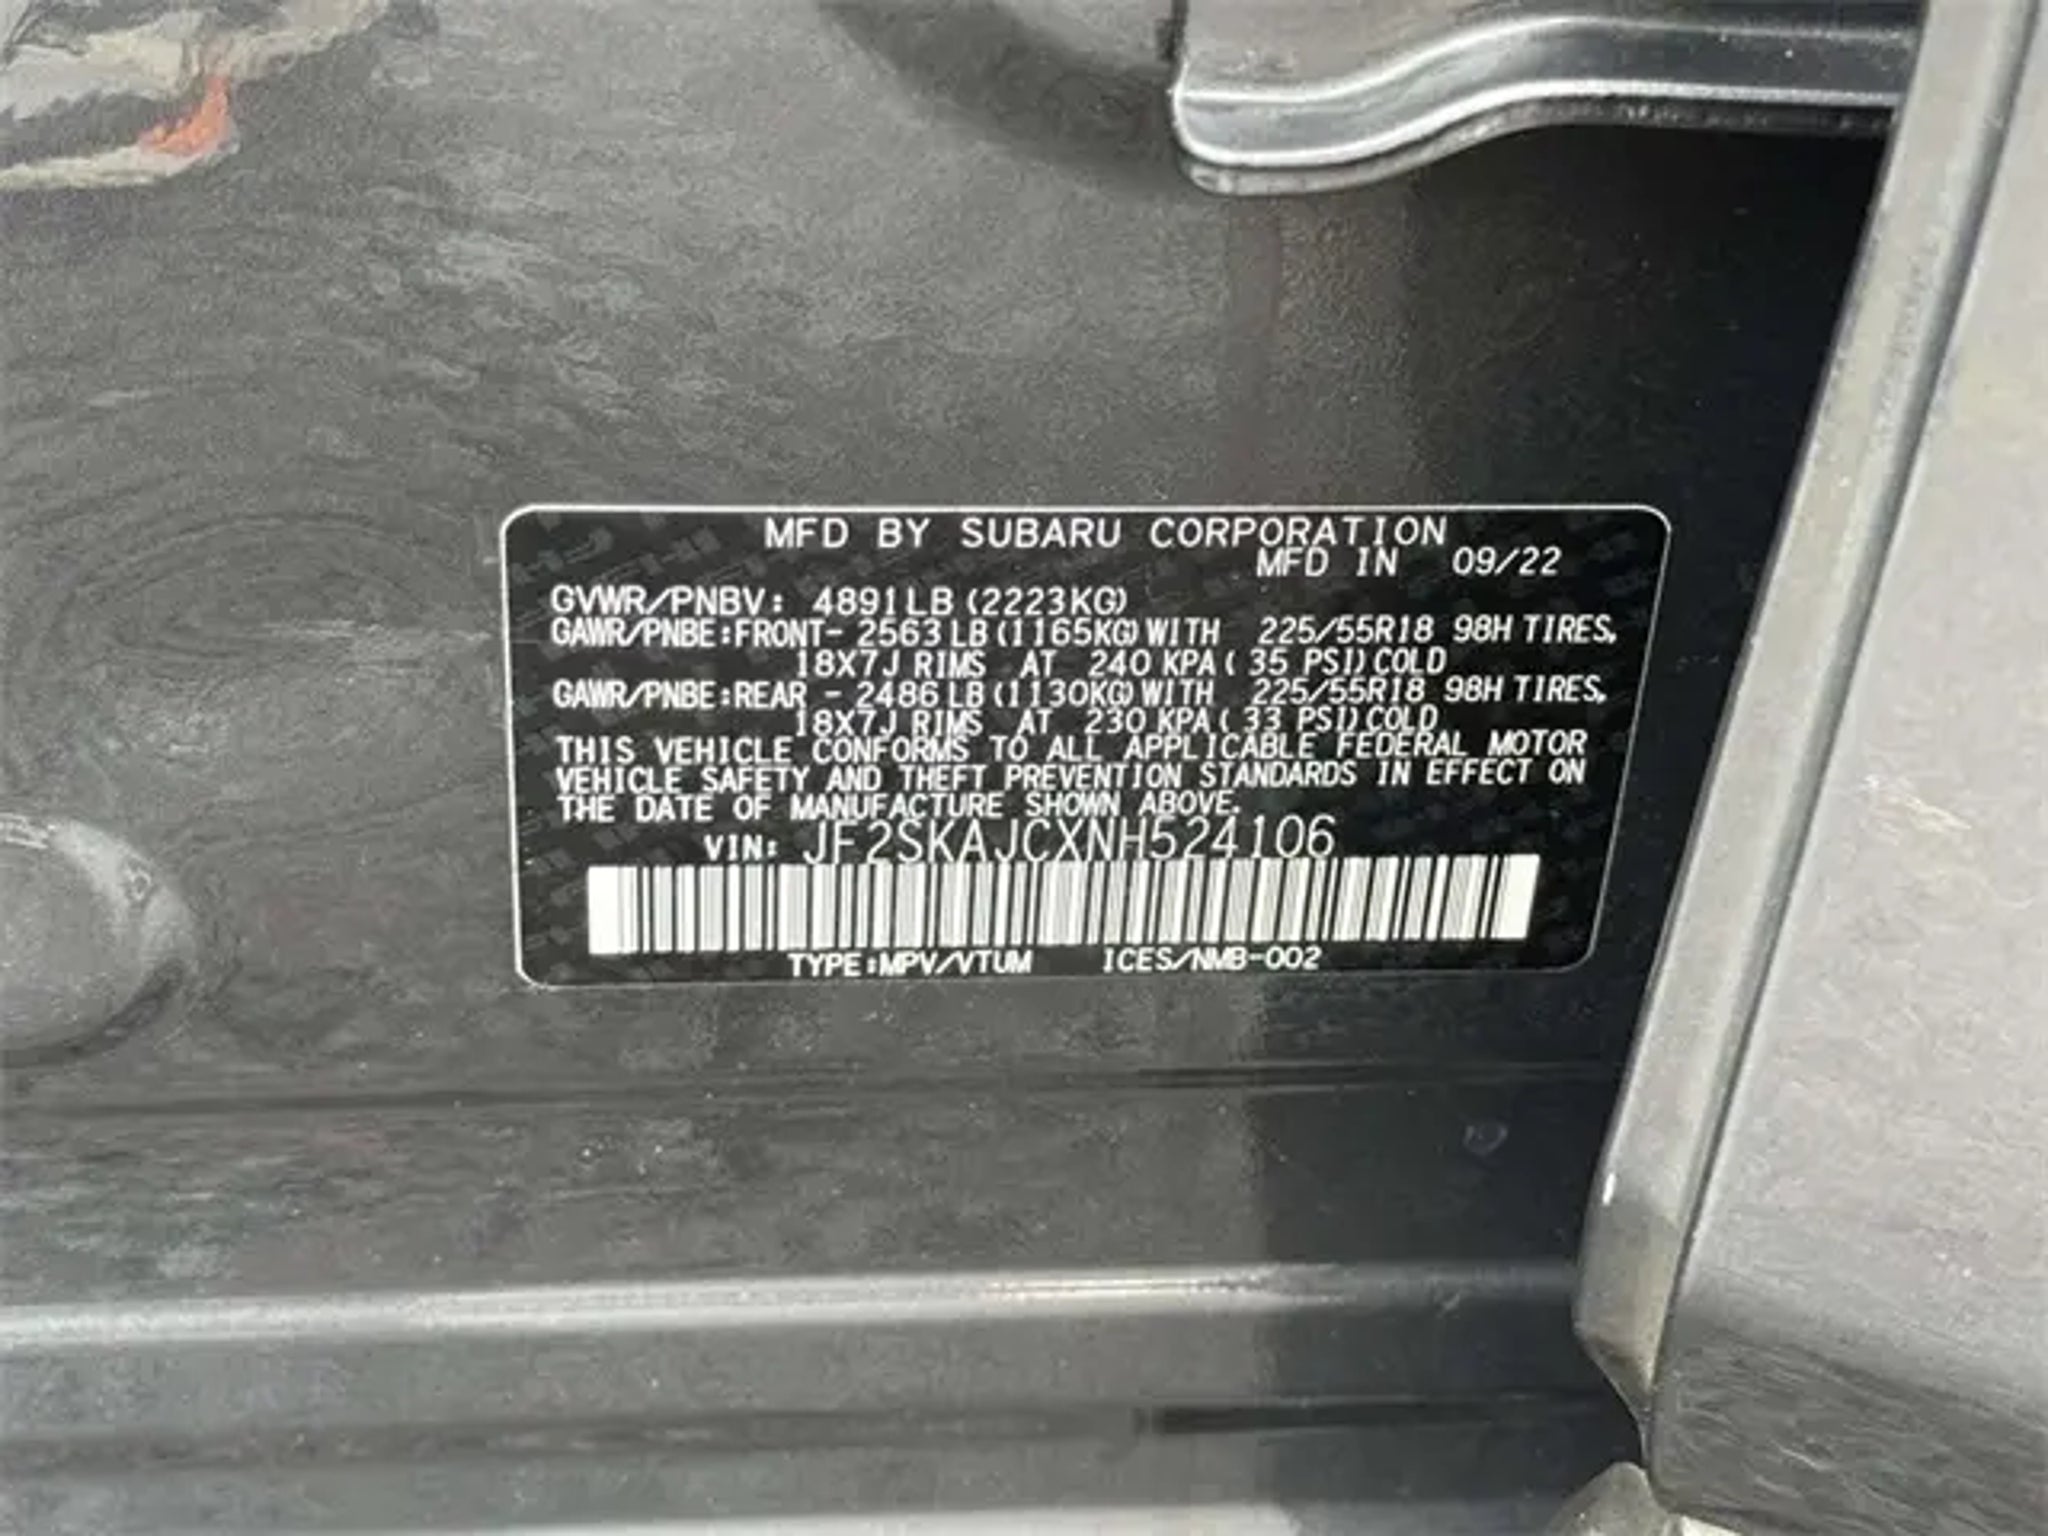 MFD BY SUBARU CORPORATION
MFD IN 09/22
GVWR/PNBV: 4891LB (2223KG)
GAWR/PNBE:FRONT- 2563 LB (1165KG) WITH 225/55R18 98H TIRES,
18X7J RIMS AT 240 KPA ( 35 PSI) COLD
GAWR/PNBE:REAR - 2486 LB (1130KG) WITH 225/55R18 98H TIRES,
18X7J RIMS AT 230 KPA ( 33 PSI) COLD
THIS VEHICLE CONFORMS TO ALL APPLICABLE FEDERAL MOTOR
VEHICLE SAFETY AND THEFT PREVENTION STANDARDS IN EFFECT ON
THE DATE OF MANUFACTURE SHOWN ABOVE.
VIN: JF2SKAJCXNH524106
TYPE:MPV/VTUM ICES/NMB-002